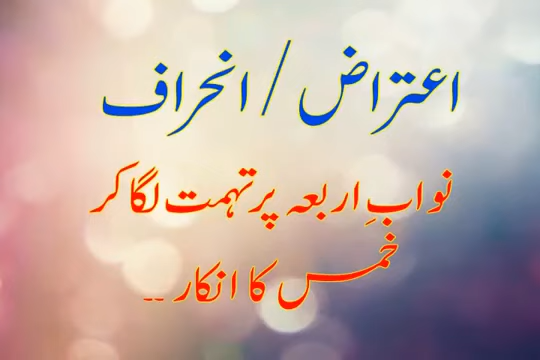 اعتراض / انحراف
نوابِ اربعہ پر تہمت لگا کر
خمس کا انکار ..